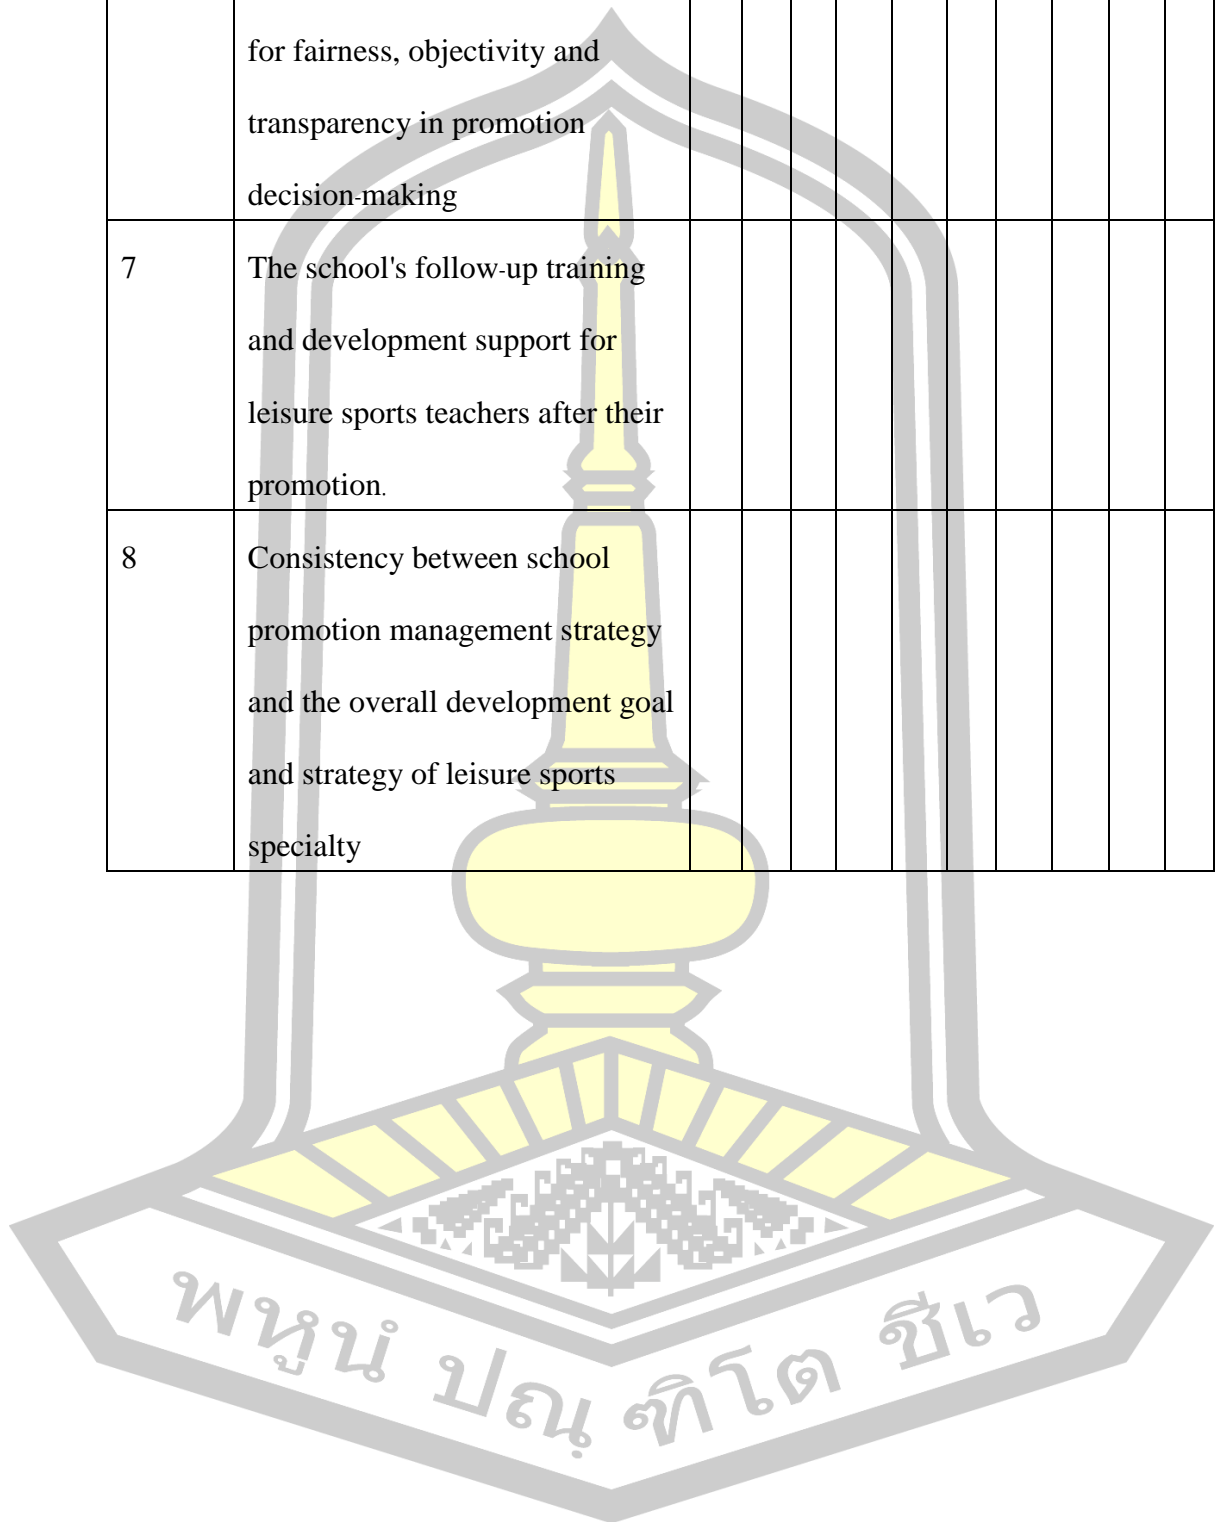 for fairness, objectivity and
transparency in promotion
decision-making
7 The school's follow-up training
and development support for
leisure sports teachers after their
promotion.
8 Consistency between school
promotion management strategy
and the overall development goal
and strategy of leisure sports
specialty
พหูนํ ปณฺ ฑิโต ชีเว